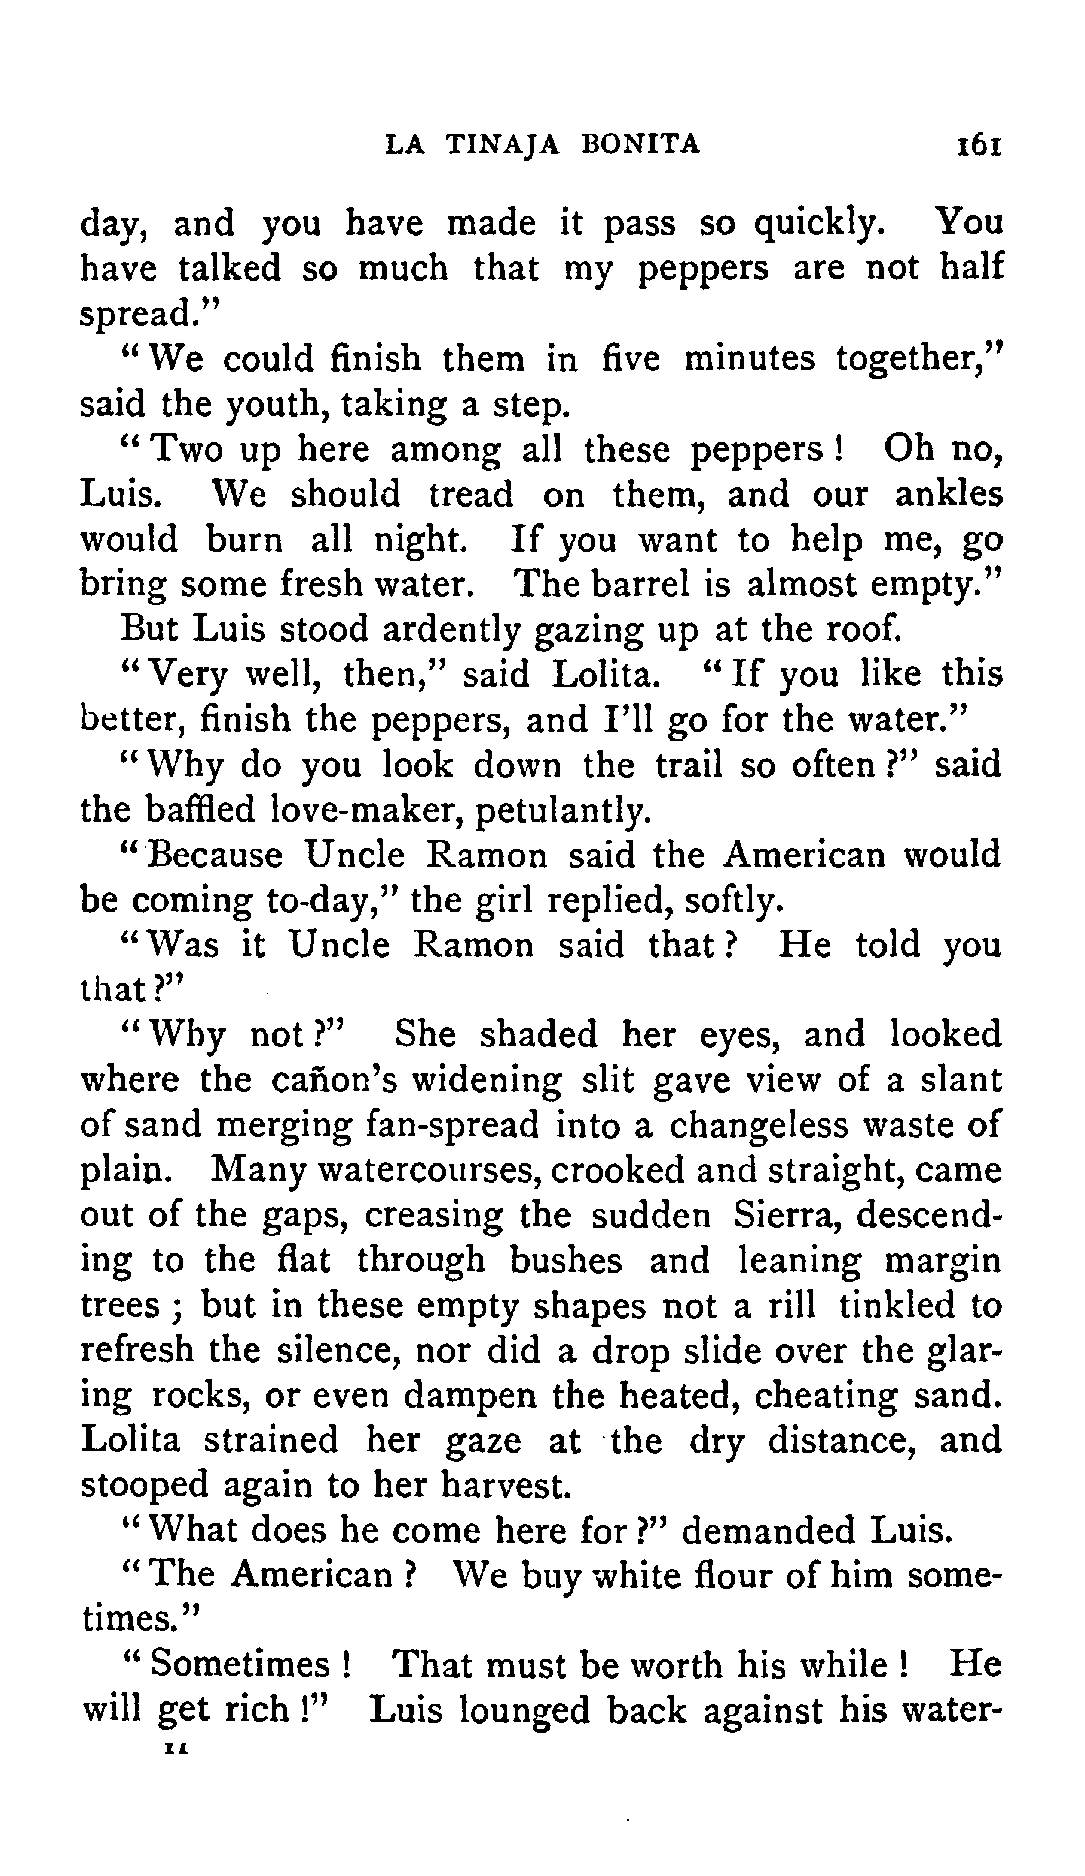 LA TINAJA BONITA 161
day, and you have made it pass so quickly. You
have talked so much that my peppers are not half
spread."
"We could finish them in five minutes together,"
said the youth, taking a step.
"Two up here among all these peppers! Oh no,
Luis. We should tread on them, and our ankles
would burn all night. If you want to help me, go
bring some fresh water. The barrel is almost empty."
But Luis stood ardently gazing up at the roof.
"Very well, then," said Lolita. "If you like this
better, finish the peppers, and I'll go for the water."
"Why do you look down the trail so often?" said
the baffled love-maker, petulantly.
"Because Uncle Ramon said the American would
be coming to-day," the girl replied, softly.
"Was it Uncle Ramon said that? He told you
that?"
"Why not?" She shaded her eyes, and looked
where the cañon's widening slit gave view of a slant
of sand merging fan-spread into a changeless waste of
plain. Many watercourses, crooked and straight, came
out of the gaps, creasing the sudden Sierra, descend-
ing to the flat through bushes and leaning margin
trees; but in these empty shapes not a rill tinkled to
refresh the silence, nor did a drop slide over the glar-
ing rocks, or even dampen the heated, cheating sand.
Lolita strained her gaze at the dry distance, and
stooped again to her harvest.
"What does he come here for?" demanded Luis.
"The American? We buy white flour of him some-
times."
"Sometimes! That must be worth his while! He
will get rich!" Luis lounged back against his water-
11